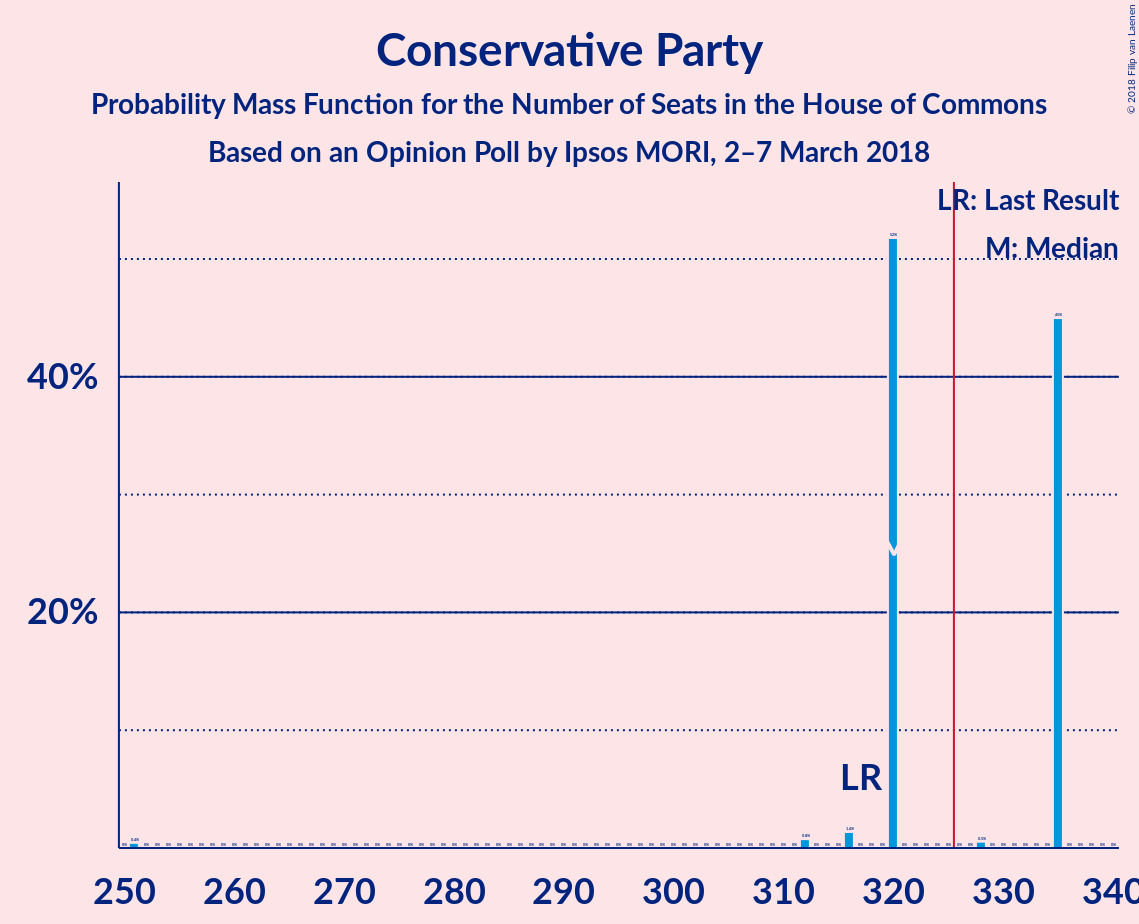 © 2018 Filip van Laenen
Conservative Party
Probability Mass Function for the Number of Seats in the House of Commons
Based on an Opinion Poll by Ipsos MORI, 2–7 March 2018
LR: Last Result
M: Median
40%
20%
LR
M
250 260 270 280 290 300 310 320 330 340